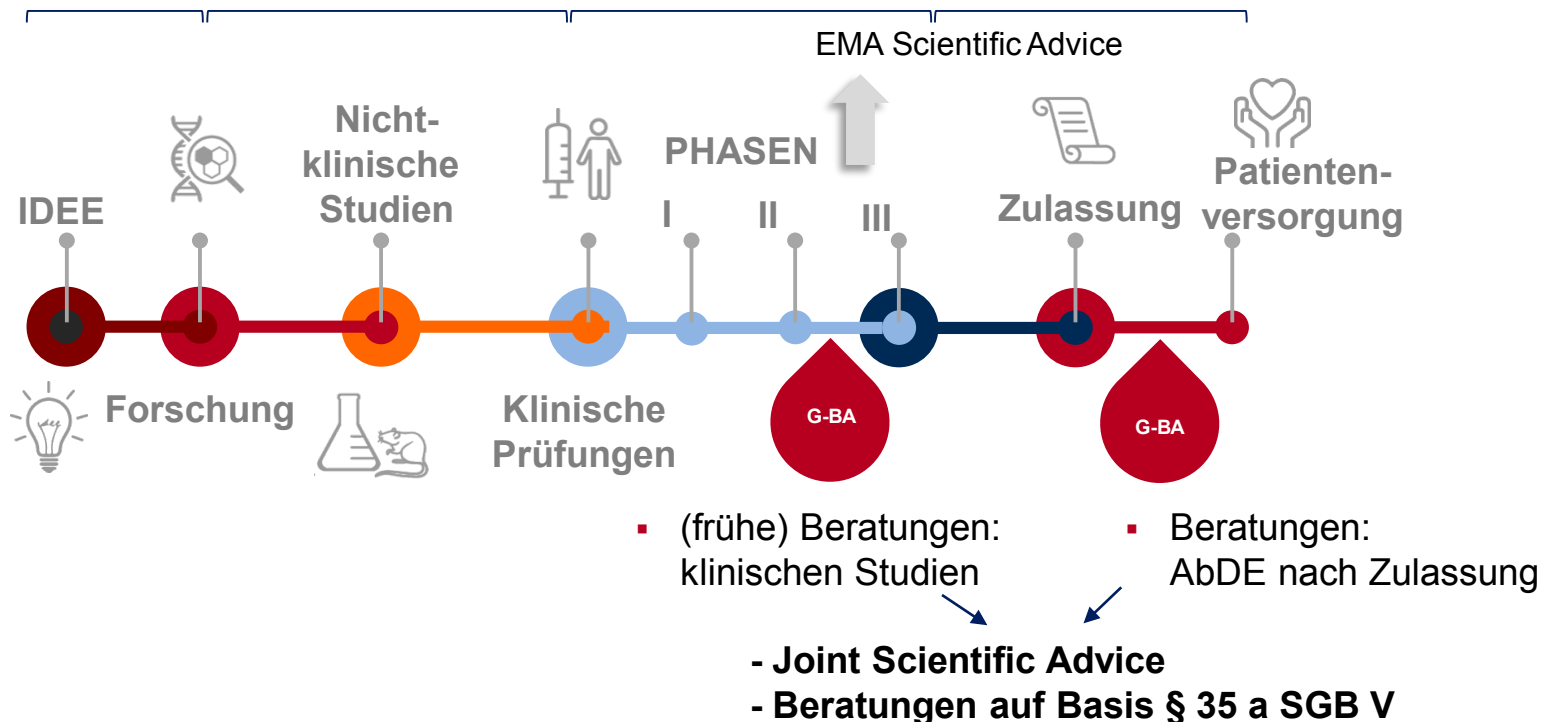 EMA Scientific Advice
Nicht-
klinische
Studien
PHASEN
Patienten-
versorgung
IDEE
I
II
III
Zulassung
Forschung
Klinische
Prüfungen
G-BA
G-BA
▪ (frühe) Beratungen:
klinischen Studien
▪ Beratungen:
AbDE nach Zulassung
- Joint Scientific Advice
- Beratungen auf Basis § 35 a SGB V